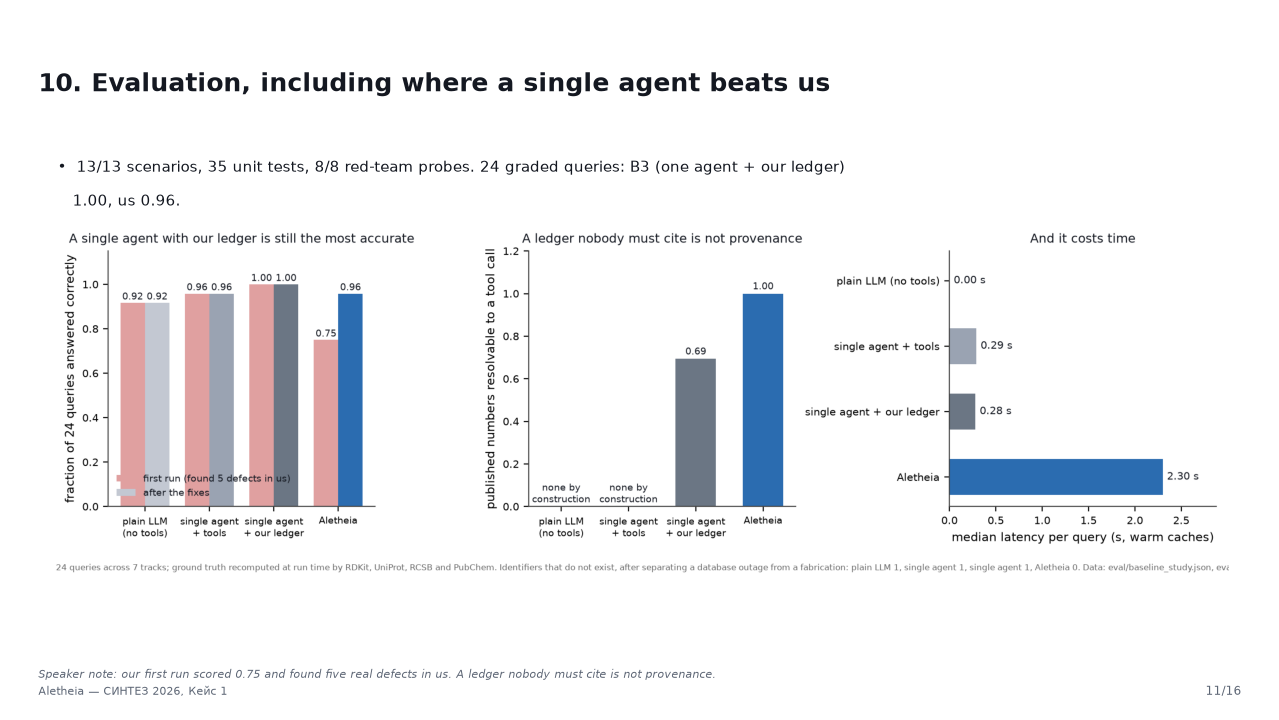 10. Evaluation, including where a single agent beats us
• 13/13 scenarios, 35 unit tests, 8/8 red-team probes. 24 graded queries: B3 (one agent + our ledger)
1.00, us 0.96.
A single agent with our ledger is still the most accurate
fraction of 24 queries answered correctly
1.0
0.8
0.6
0.4
0.2
0.0
0.92 0.92
0.96 0.96
1.00 1.00
0.75
0.96
first run (found 5 defects in us)
after the fixes
plain LLM
(no tools)
single agent
+ tools
single agent
+ our ledger
Aletheia
A ledger nobody must cite is not provenance
published numbers resolvable to a tool call
1.2
1.0
0.8
0.6
0.4
0.2
0.0
none by
construction
none by
construction
0.69
1.00
plain LLM
(no tools)
single agent
+ tools
single agent
+ our ledger
Aletheia
And it costs time
plain LLM (no tools)
0.00 s
single agent + tools
0.29 s
single agent + our ledger
0.28 s
Aletheia
2.30 s
0.0 0.5 1.0 1.5 2.0 2.5
median latency per query (s, warm caches)
24 queries across 7 tracks; ground truth recomputed at run time by RDKit, UniProt, RCSB and PubChem. Identifiers that do not exist, after separating a database outage from a fabrication: plain LLM 1, single agent 1, single agent 1, Aletheia 0. Data: eval/baseline_study.json,
Speaker note: our first run scored 0.75 and found five real defects in us. A ledger nobody must cite is not provenance.
Aletheia — СИНТЕЗ 2026, Кейс 1
11/16